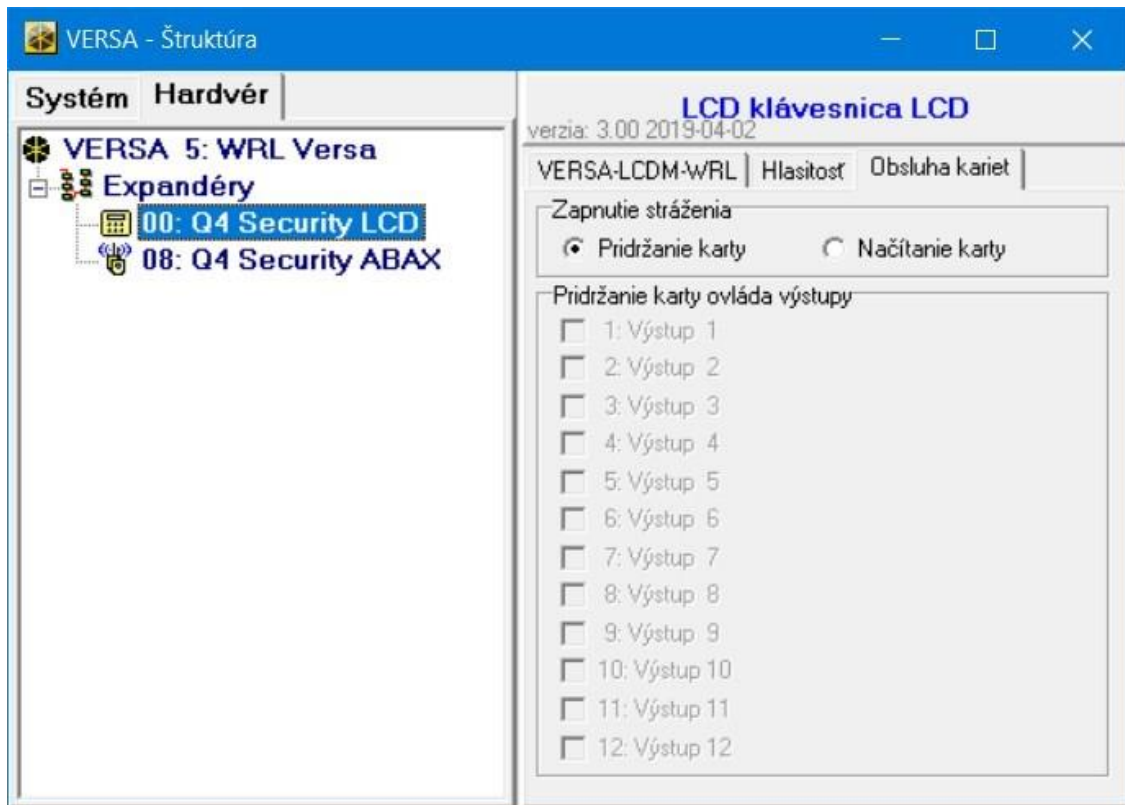 VERSA - Štruktúra
Systém Hardvér
VERSA 5: WRL Versa
Expandéry
00: Q4 Security LCD
08: Q4 Security ABAX
LCD klávesnica LCD
verzia: 3.00 2019-04-02
VERSA-LCDM-WRL Hlasitosť Obsluha kariet
Zapnutie stráženia
Pridržanie karty Načítanie karty
Pridržanie karty ovláda výstupy
1: Výstup 1
2: Výstup 2
3: Výstup 3
4: Výstup 4
5: Výstup 5
6: Výstup 6
7: Výstup 7
8: Výstup 8
9: Výstup 9
10: Výstup 10
11: Výstup 11
12: Výstup 12